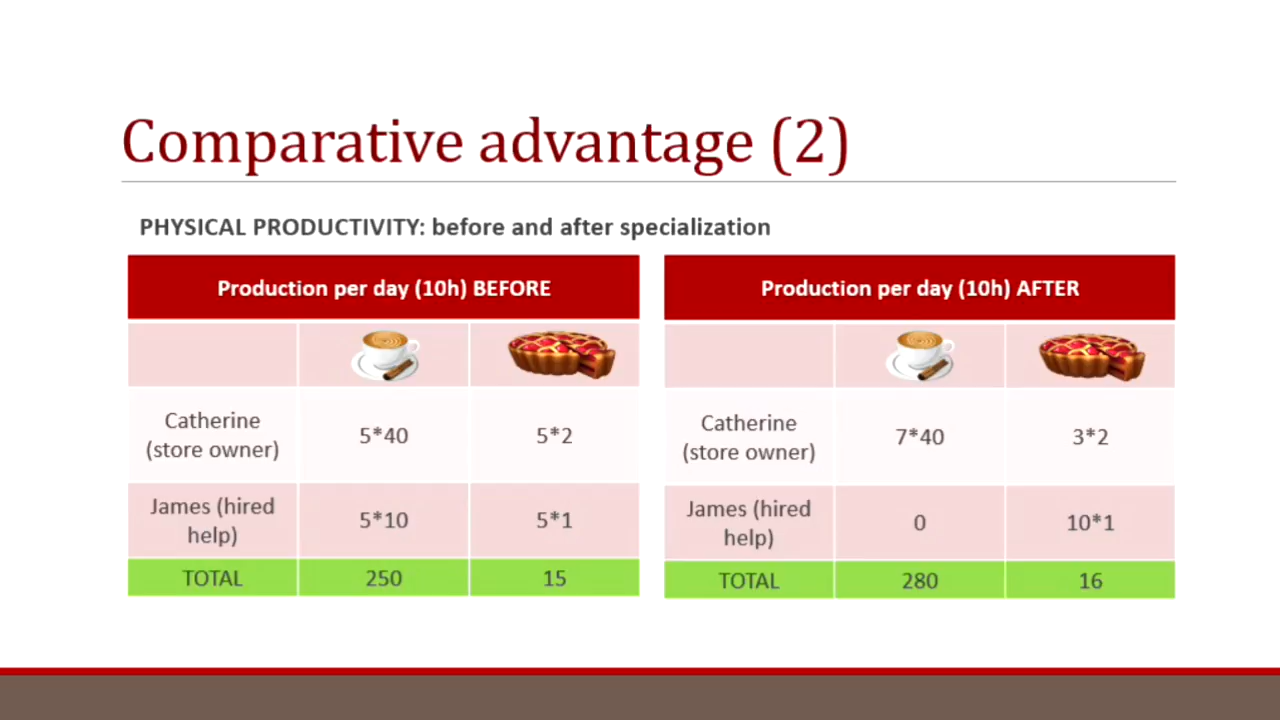 Comparative advantage (2)
PHYSICAL PRODUCTIVITY: before and after specialization
Production per day (10h) BEFORE
Catherine
(store owner)
5*40
5*2
James (hired
help)
5*10
5*1
TOTAL
250
15
Production per day (10h) AFTER
Catherine
(store owner)
7*40
3*2
James (hired
help)
0
10*1
TOTAL
280
16